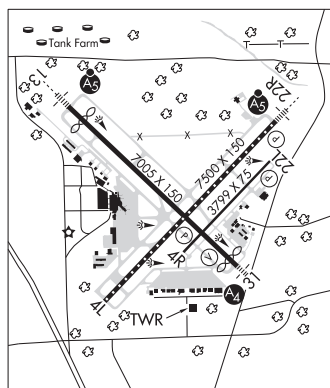 Tank Farm
13
A5
22R
A5
7005 X 150
7500 X 150
3799 X 75
22L
P
P
P
V
4R
4L
31
A4
TWR
X
X
X
T
T